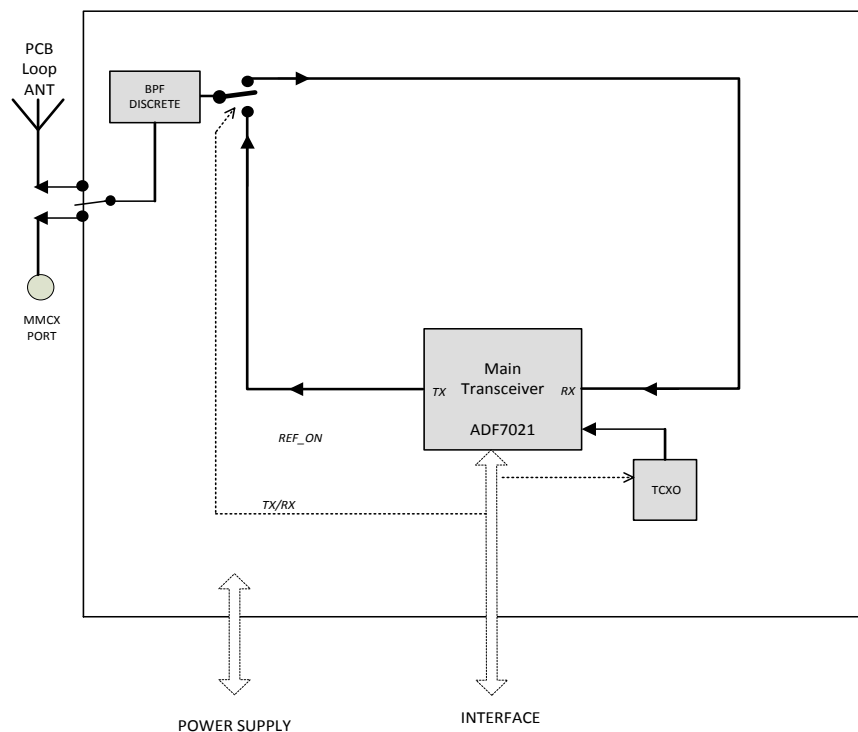 PCB
Loop
ANT
BPF
DISCRETE
MMCX
PORT
Main
Transceiver
TX
RX
ADF7021
REF_ON
TCXO
TX/RX
POWER SUPPLY
INTERFACE